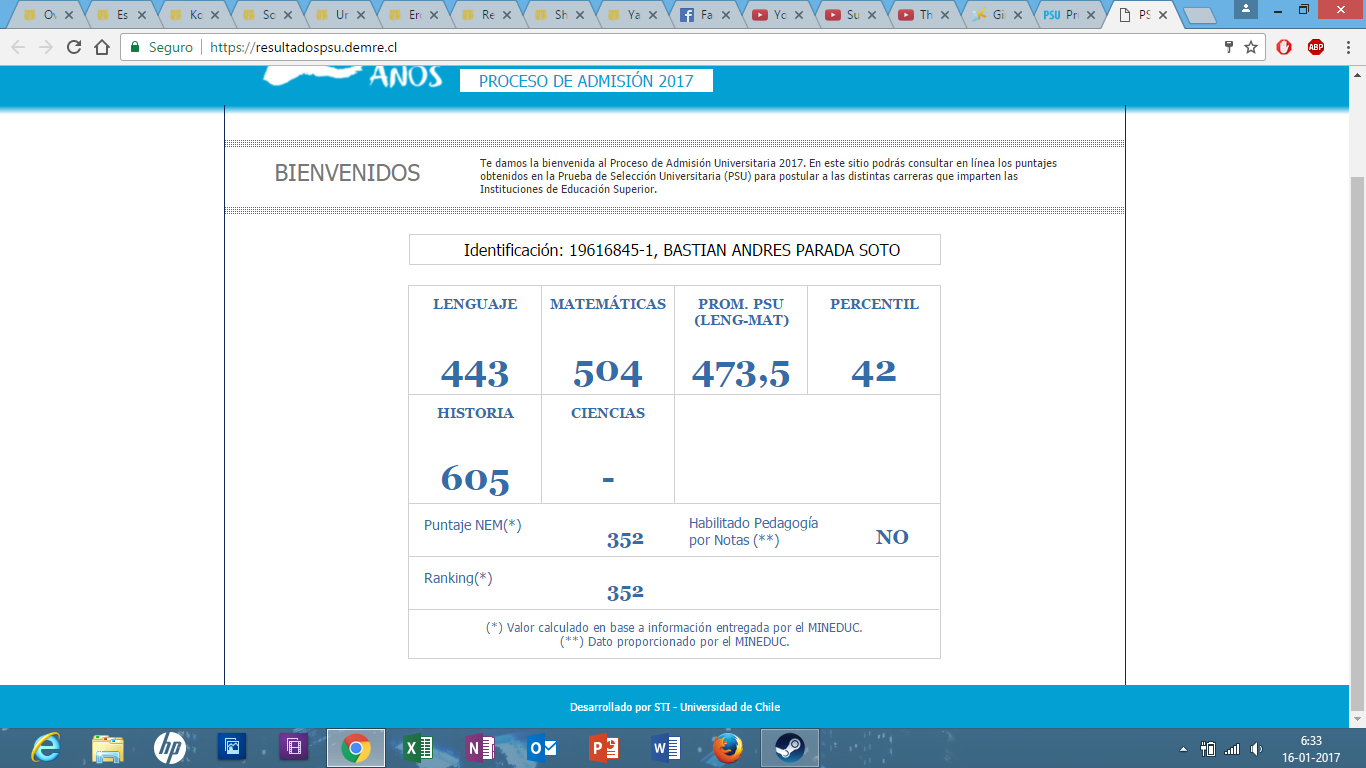 Ov
Es
Ko
Sc
Ur
Ere
Re
Sh
Ya
Fa
Yc
Su
Th
Gi
PSU Pr
PS
Seguro https://resultadospsu.demre.cl
ABP
AÑOS
PROCESO DE ADMISIÓN 2017
BIENVENIDOS
Te damos la bienvenida al Proceso de Admisión Universitaria 2017. En este sitio podrás consultar en línea los puntajes
obtenidos en la Prueba de Selección Universitaria (PSU) para postular a las distintas carreras que imparten las
Instituciones de Educación Superior.
Identificación: 19616845-1, BASTIAN ANDRES PARADA SOTO
LENGUAJE MATEMÁTICAS PROM. PSU PERCENTIL
(LENG-MAT)
443 504 473,5 42
HISTORIA CIENCIAS
605 -
Puntaje NEM(*) 352
Habilitado Pedagogía
por Notas (**) NO
Ranking(*) 352
(*) Valor calculado en base a información entregada por el MINEDUC.
(**) Dato proporcionado por el MINEDUC.
Desarrollado por STI - Universidad de Chile
6:33
16-01-2017